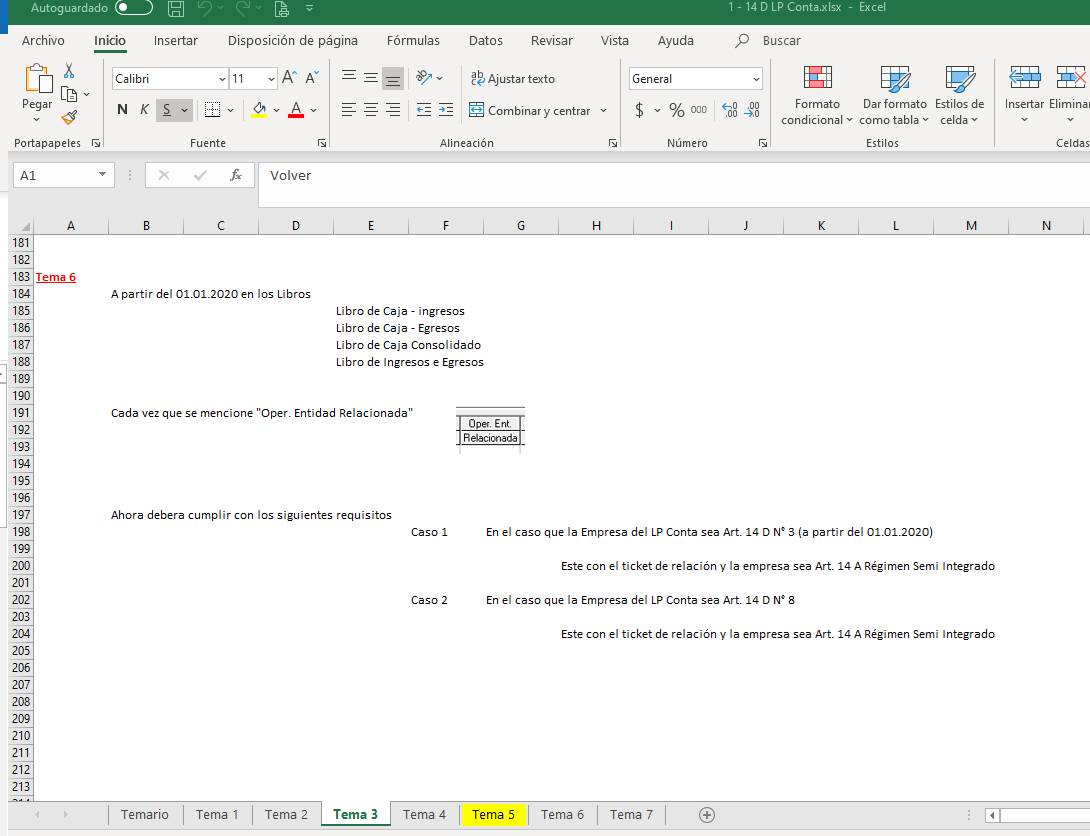 Autoguardado
1 - 14 D LP Conta.xlsx - Excel
Archivo Inicio Insertar Disposición de página Fórmulas Datos Revisar Vista Ayuda Buscar
Calibri 11 Ajustar texto General
Pegar N K S A Combinar y centrar $ % 000 Formato condicional Dar formato como tabla Estilos de celda Insertar Elimina
Portapapeles Fuente Alineación Número Estilos Celdas
A1 fx Volver
A B C D E F G H I J K L M N
181
182
183 Tema 6
184 A partir del 01.01.2020 en los Libros
185 Libro de Caja - ingresos
186 Libro de Caja - Egresos
187 Libro de Caja Consolidado
188 Libro de Ingresos e Egresos
189
190
191 Cada vez que se mencione "Oper. Entidad Relacionada"
192 Oper. Ent.
193 Relacionada
194
195
196
197 Ahora debera cumplir con los siguientes requisitos
198 Caso 1 En el caso que la Empresa del LP Conta sea Art. 14 D N° 3 (a partir del 01.01.2020)
199
200 Este con el ticket de relación y la empresa sea Art. 14 A Régimen Semi Integrado
201
202 Caso 2 En el caso que la Empresa del LP Conta sea Art. 14 D N° 8
203
204 Este con el ticket de relación y la empresa sea Art. 14 A Régimen Semi Integrado
205
206
207
208
209
210
211
212
213
Temario Tema 1 Tema 2 Tema 3 Tema 4 Tema 5 Tema 6 Tema 7